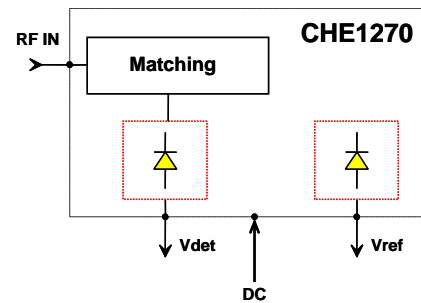 CHE1270
RF IN
Matching
Vdet
Vref
DC